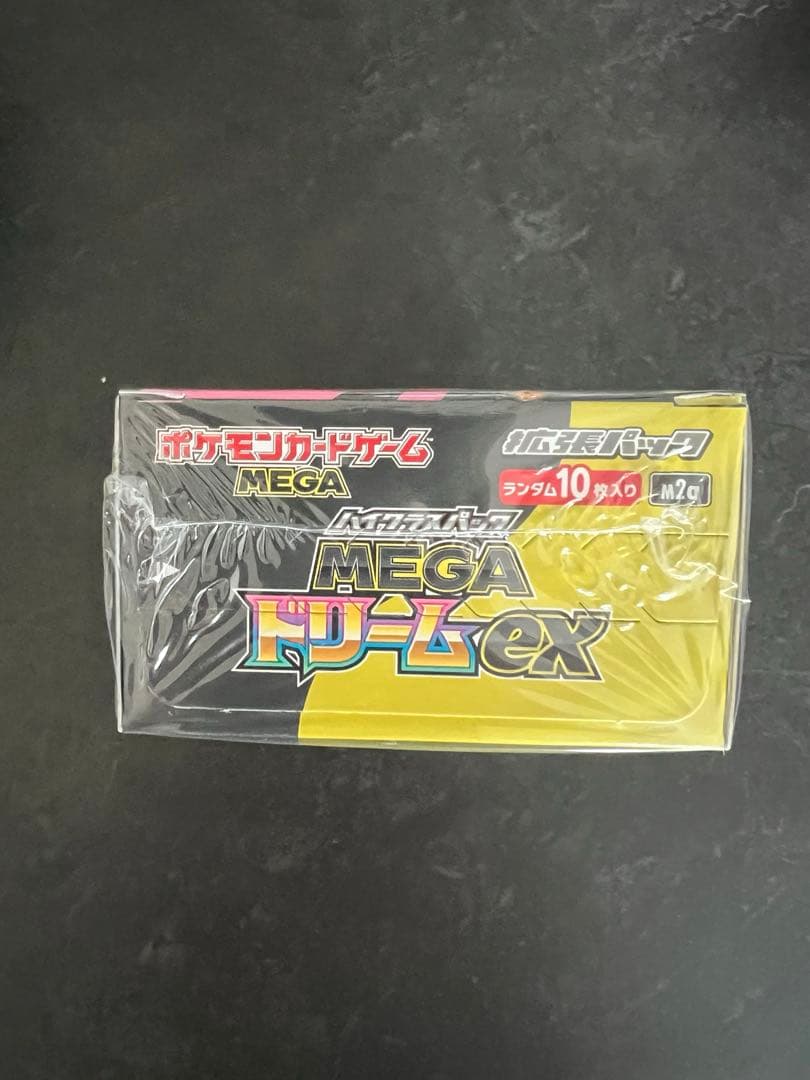 ポケモンカードゲーム
MEGA
拡張パック
ランダム10枚入り
M2a
ハイクラスパック
MEGA
ドリームex